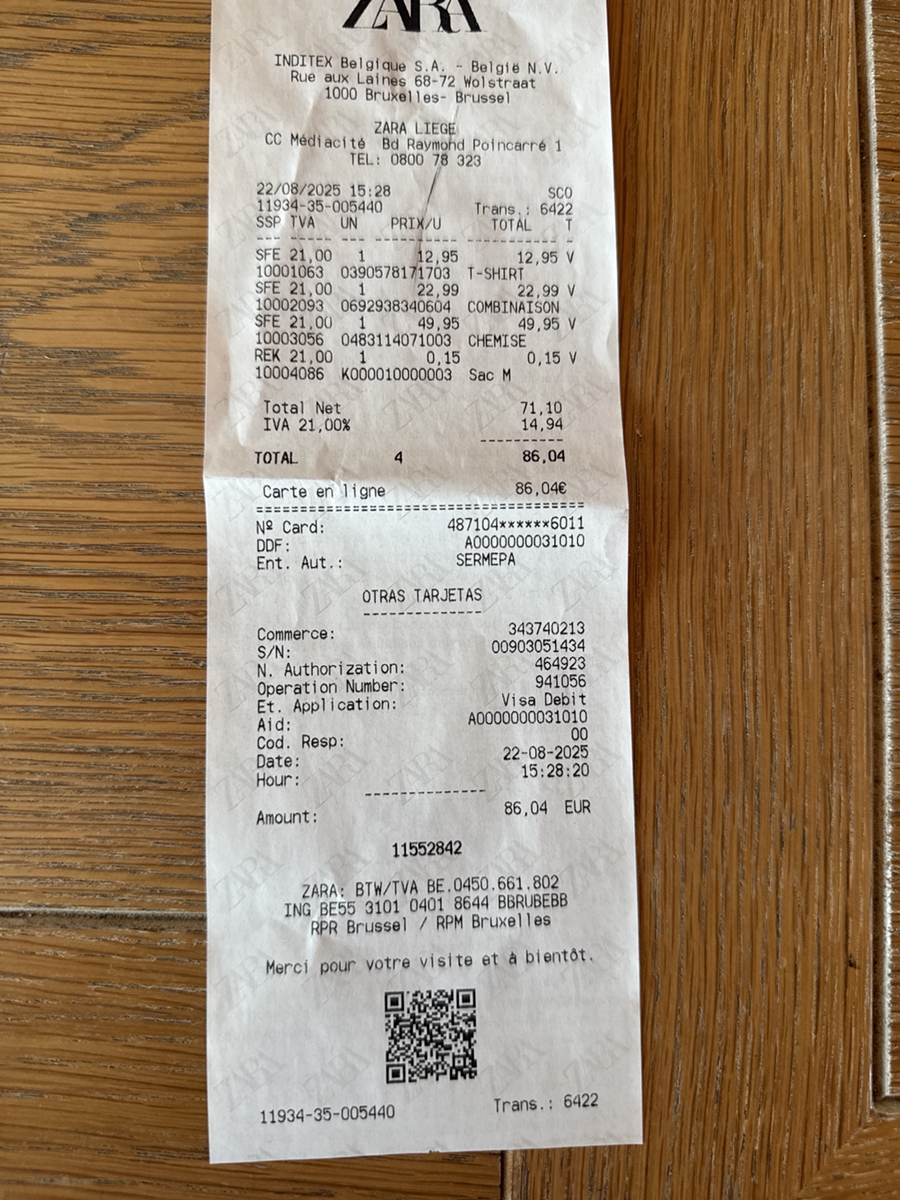 ZARA
INDITEX Belgique S.A. - België N.V.
Rue aux Laines 68-72 Wolstraat
1000 Bruxelles- Brussel
ZARA LIEGE
CC Médiacité Bd Raymond Poincarré 1
TEL: 0800 78 323
22/08/2025 15:28 SCO
11934-35-005440 Trans.: 6422
SSP TVA UN PRIX/U TOTAL T
SFE 21,00 1 12,95 12,95 V
10001063 0390578171703 T-SHIRT
SFE 21,00 1 22,99 22,99 V
10002093 0692938340604 COMBINAISON
SFE 21,00 1 49,95 49,95 V
10003056 0483114071003 CHEMISE
REK 21,00 1 0,15 0,15 V
10004086 K000010000003 Sac M
Total Net 71,10
IVA 21,00% 14,94
TOTAL 4 86,04
Carte en ligne 86,04€
Nº Card: 487104******6011
DDF: A0000000031010
Ent. Aut.: SERMEPA
OTRAS TARJETAS
Commerce: 343740213
S/N: 00903051434
N. Authorization: 464923
Operation Number: 941056
Et. Application: Visa Debit
Aid: A0000000031010
Cod. Resp: 00
Date: 22-08-2025
Hour: 15:28:20
Amount: 86,04 EUR
11552842
ZARA: BTW/TVA BE.0450.661.802
ING BE55 3101 0401 8644 BBRUBEBB
RPR Brussel / RPM Bruxelles
Merci pour votre visite et à bientôt.
11934-35-005440 Trans.: 6422